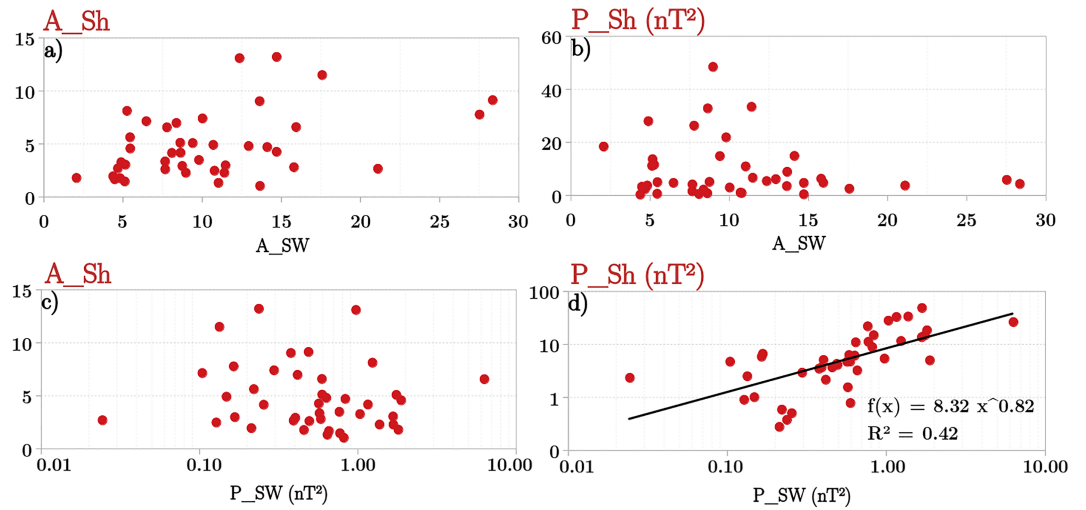 A_Sh
a)
15
10
5
0
0 5 10 15 20 25 30
A_SW
P_Sh (nT²)
b)
60
40
20
0
0 5 10 15 20 25 30
A_SW
A_Sh
c)
15
10
5
0
0.01 0.10 1.00 10.00
P_SW (nT²)
P_Sh (nT²)
d)
100
10
1
0
0.01 0.10 1.00 10.00
f(x) = 8.32 x^0.82
R² = 0.42
P_SW (nT²)